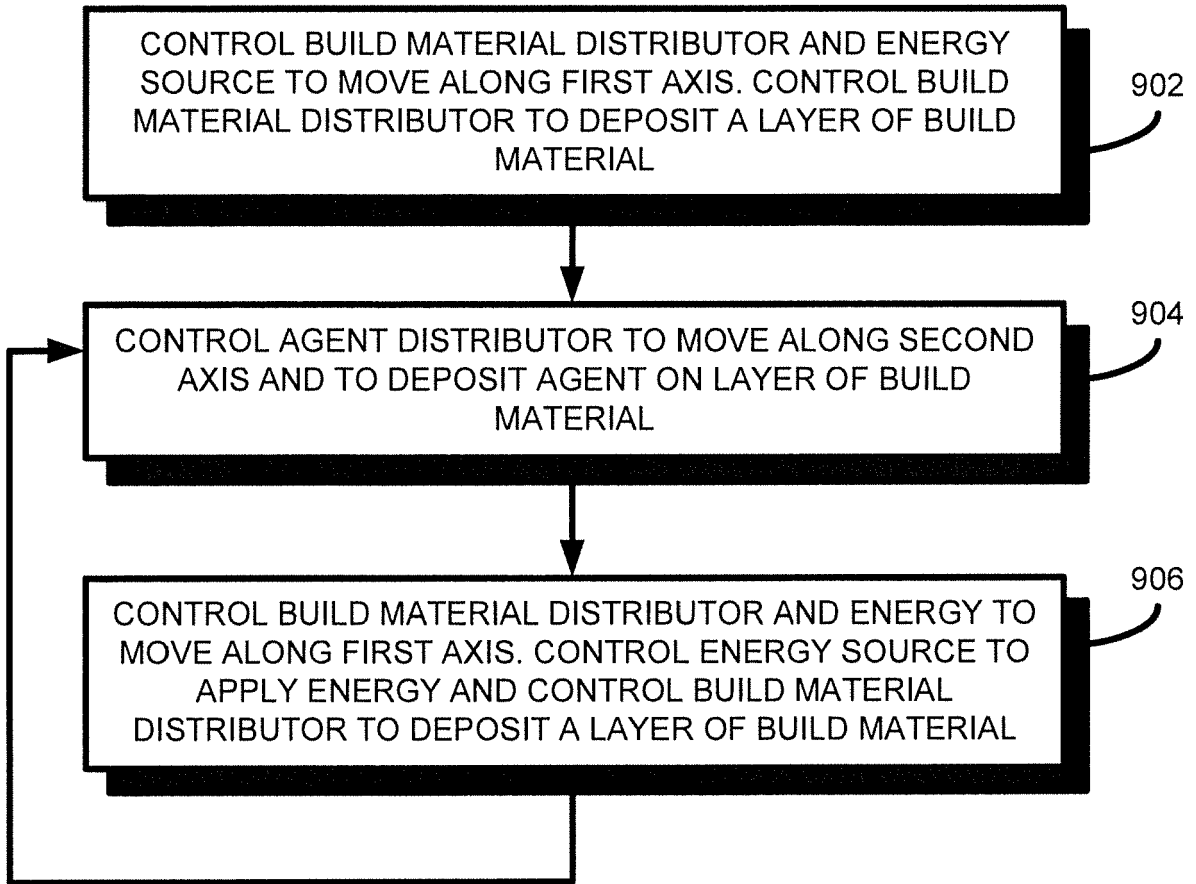 CONTROL BUILD MATERIAL DISTRIBUTOR AND ENERGY
SOURCE TO MOVE ALONG FIRST AXIS. CONTROL BUILD
MATERIAL DISTRIBUTOR TO DEPOSIT A LAYER OF BUILD
MATERIAL
902
CONTROL AGENT DISTRIBUTOR TO MOVE ALONG SECOND
AXIS AND TO DEPOSIT AGENT ON LAYER OF BUILD
MATERIAL
904
CONTROL BUILD MATERIAL DISTRIBUTOR AND ENERGY TO
MOVE ALONG FIRST AXIS. CONTROL ENERGY SOURCE TO
APPLY ENERGY AND CONTROL BUILD MATERIAL
DISTRIBUTOR TO DEPOSIT A LAYER OF BUILD MATERIAL
906